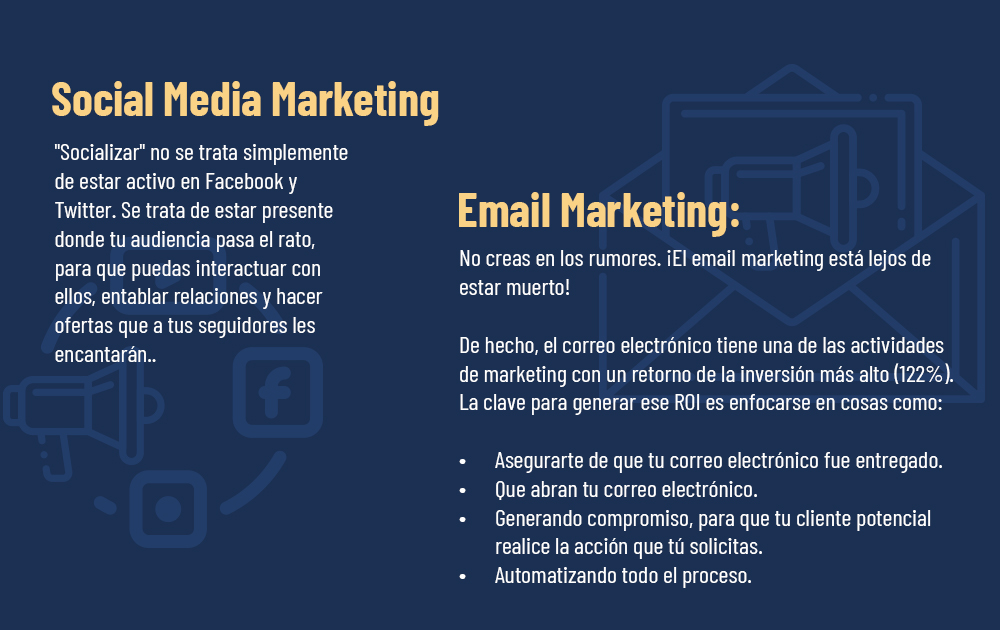 Social Media Marketing
"Socializar" no se trata simplemente
de estar activo en Facebook y
Twitter. Se trata de estar presente
donde tu audiencia pasa el rato,
para que puedas interactuar con
ellos, entablar relaciones y hacer
ofertas que a tus seguidores les
encantarán..
Email Marketing:
No creas en los rumores. ¡El email marketing está lejos de
estar muerto!
De hecho, el correo electrónico tiene una de las actividades
de marketing con un retorno de la inversión más alto (122%).
La clave para generar ese ROI es enfocarse en cosas como:
• Asegurarte de que tu correo electrónico fue entregado.
• Que abran tu correo electrónico.
• Generando compromiso, para que tu cliente potencial
realice la acción que tú solicitas.
• Automatizando todo el proceso.